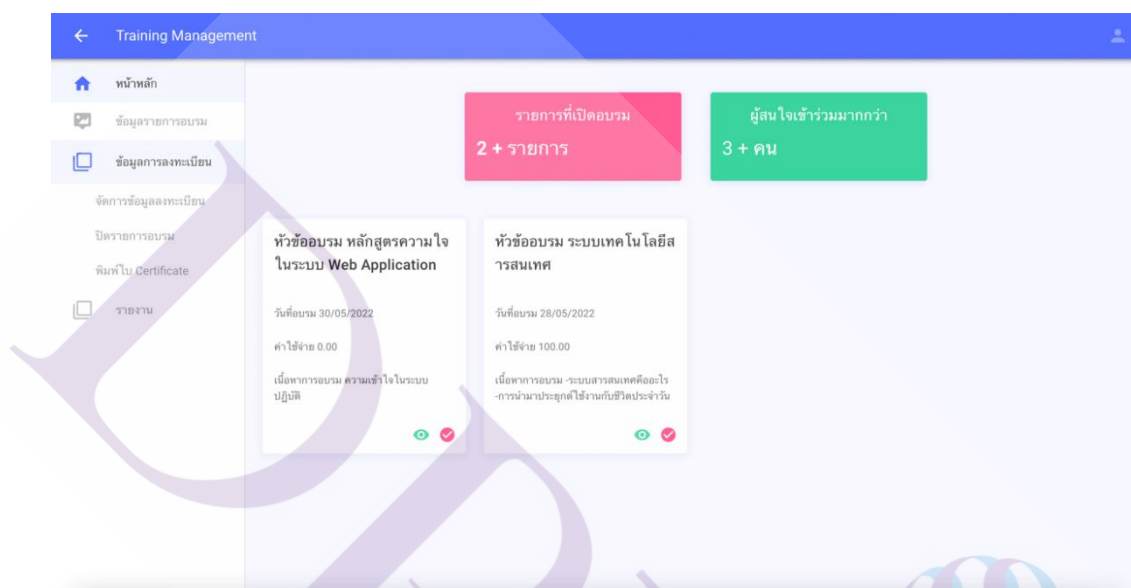 Training Management
หน้าหลัก
ข้อมูลรายการอบรม
ข้อมูลการลงทะเบียน
จัดการข้อมูลลงทะเบียน
ปิดรายการอบรม
พิมพ์ใบ Certificate
รายงาน
รายการที่เปิดอบรม
2 + รายการ
ผู้สนใจเข้าร่วมมากกว่า
3 + คน
หัวข้ออบรม หลักสูตรความใจ
ในระบบ Web Application
วันที่อบรม 30/05/2022
ค่าใช้จ่าย 0.00
เนื้อหาการอบรม ความเข้าใจในระบบ
ปฏิบัติ
หัวข้ออบรม ระบบเทคโนโลยีส
ารสนเทศ
วันที่อบรม 28/05/2022
ค่าใช้จ่าย 100.00
เนื้อหาการอบรม -ระบบสารสนเทศคืออะไร
-การนำมาประยุกต์ใช้งานกับชีวิตประจำวัน